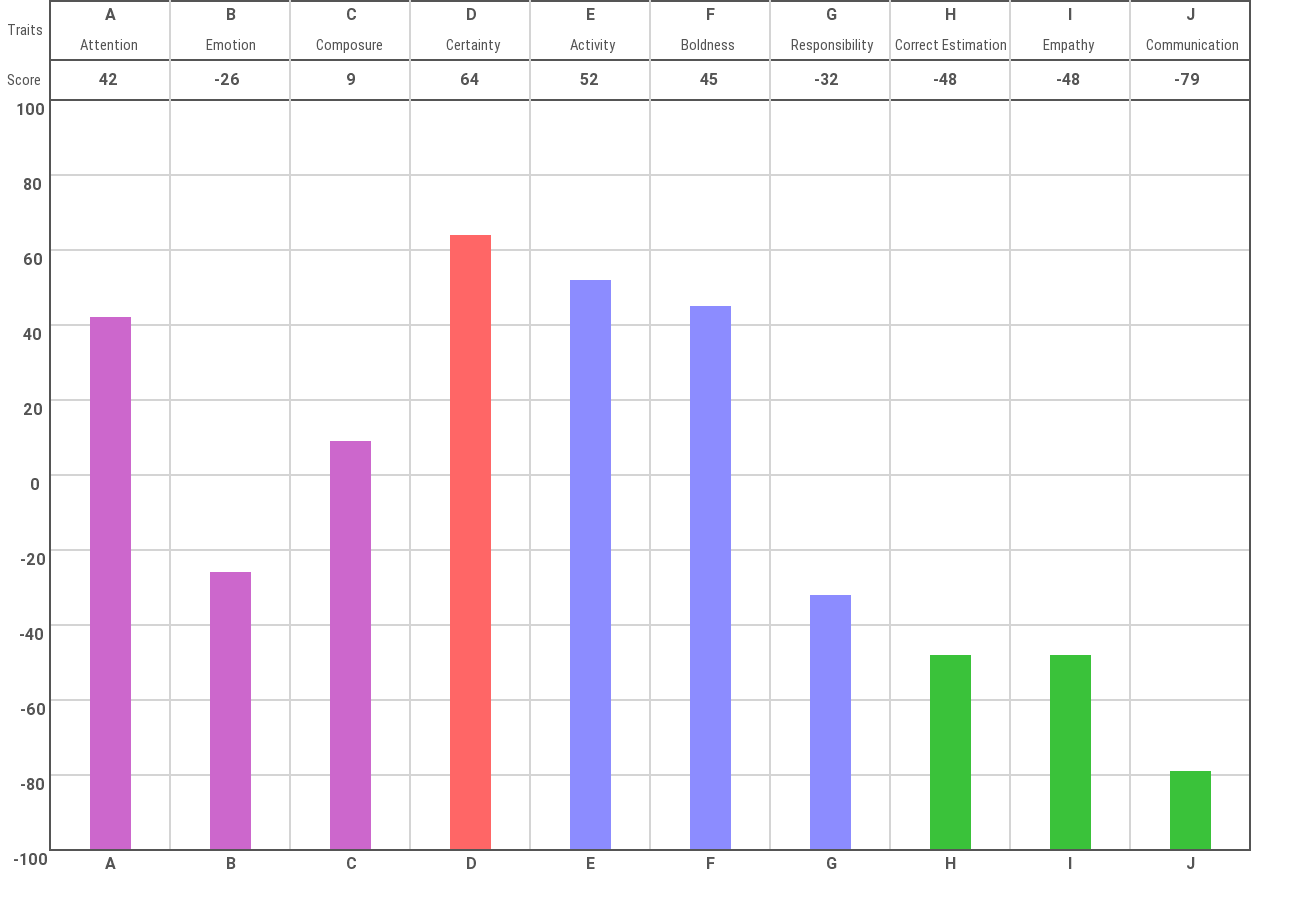 Traits A B C D E F G H I J
Attention Emotion Composure Certainty Activity Boldness Responsibility Correct Estimation Empathy Communication
Score 42 -26 9 64 52 45 -32 -48 -48 -79
100
80
60
40
20
0
-20
-40
-60
-80
-100
A B C D E F G H I J